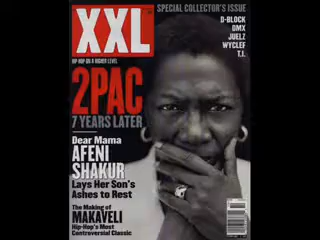 SPECIAL COLLECTOR'S ISSUE
XXL
HIP-HOP ON A HIGHER LEVEL
D-BLOCK
DMX
JUELZ
WYCLEF
T.I.
2PAC
7 YEARS LATER
Dear Mama
AFENI
SHAKUR
Lays Her Son's
Ashes to Rest
The Making of
MAKAVELI
Hip-Hop's Most
Controversial Classic